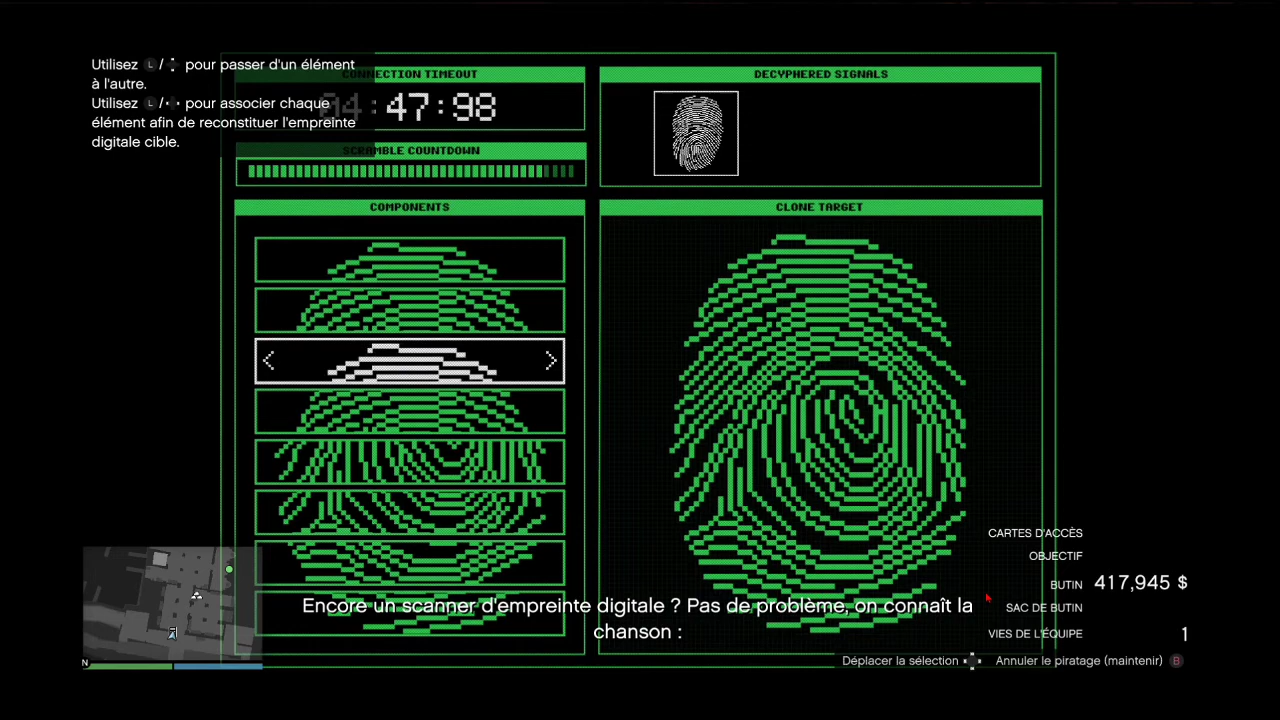 Utilisez L / pour passer d'un élément
à l'autre.
Utilisez L / pour associer chaque
élément afin de reconstituer l'empreinte
digitale cible.
CONNECTION TIMEOUT
04:47:98
SCRAMBLE COUNTDOWN
DECYPHERED SIGNALS
COMPONENTS
CLONE TARGET
CARTES D'ACCÈS
OBJECTIF
BUTIN 417,945 $
SAC DE BUTIN
VIES DE L'ÉQUIPE 1
Encore un scanner d'empreinte digitale ? Pas de problème, on connaît la
chanson :
N
Déplacer la sélection Annuler le piratage (maintenir) B